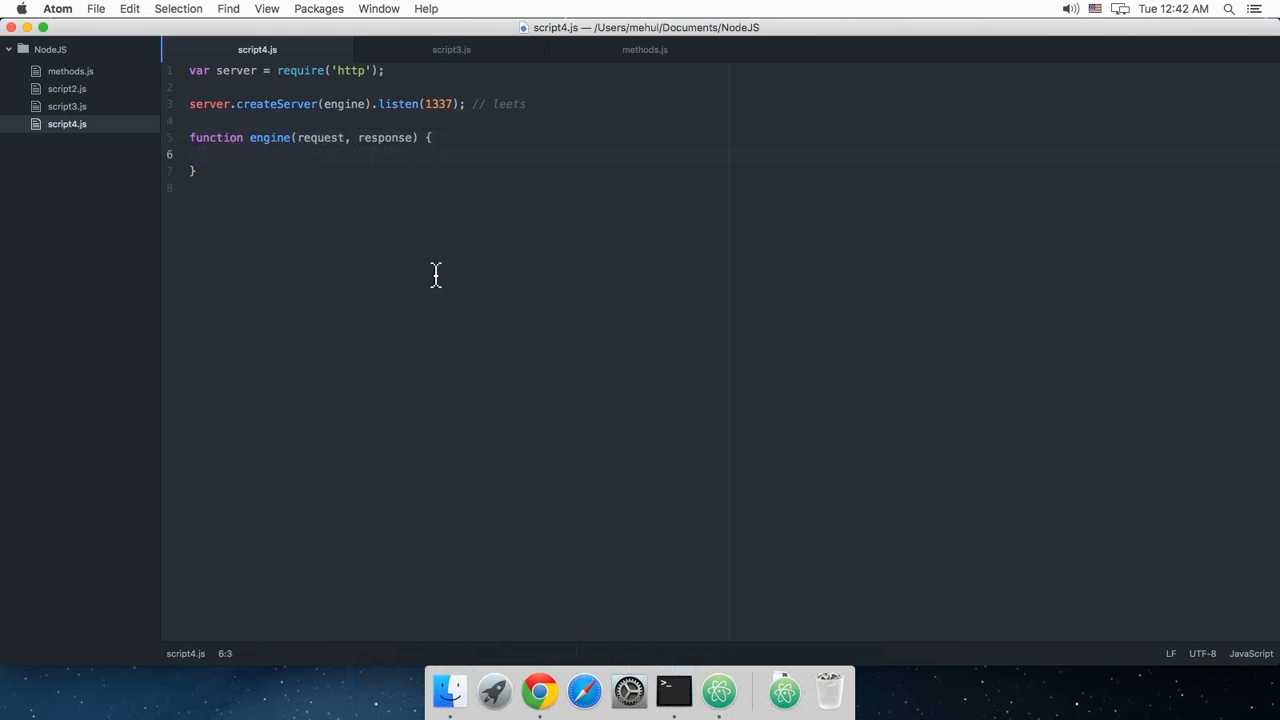 Atom File Edit Selection Find View Packages Window Help Tue 12:42 AM
script4.js — /Users/mehul/Documents/NodeJS
NodeJS
methods.js
script2.js
script3.js
script4.js
script4.js script3.js methods.js
1 var server = require('http');
2
3 server.createServer(engine).listen(1337); // leets
4
5 function engine(request, response) {
6
7 }
8
script4.js 6:3 LF UTF-8 JavaScript
>_